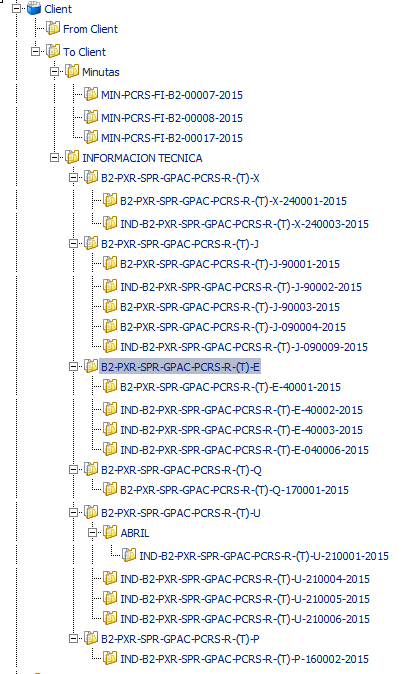 Client
From Client
To Client
Minutas
MIN-PCRS-FI-B2-00007-2015
MIN-PCRS-FI-B2-00008-2015
MIN-PCRS-FI-B2-00017-2015
INFORMACION TECNICA
B2-PXR-SPR-GPAC-PCRS-R-(T)-X
B2-PXR-SPR-GPAC-PCRS-R-(T)-X-240001-2015
IND-B2-PXR-SPR-GPAC-PCRS-R-(T)-X-240003-2015
B2-PXR-SPR-GPAC-PCRS-R-(T)-J
B2-PXR-SPR-GPAC-PCRS-R-(T)-J-90001-2015
IND-B2-PXR-SPR-GPAC-PCRS-R-(T)-J-90002-2015
B2-PXR-SPR-GPAC-PCRS-R-(T)-J-90003-2015
B2-PXR-SPR-GPAC-PCRS-R-(T)-J-090004-2015
IND-B2-PXR-SPR-GPAC-PCRS-R-(T)-J-090009-2015
B2-PXR-SPR-GPAC-PCRS-R-(T)-E
B2-PXR-SPR-GPAC-PCRS-R-(T)-E-40001-2015
IND-B2-PXR-SPR-GPAC-PCRS-R-(T)-E-40002-2015
IND-B2-PXR-SPR-GPAC-PCRS-R-(T)-E-40003-2015
IND-B2-PXR-SPR-GPAC-PCRS-R-(T)-E-040006-2015
B2-PXR-SPR-GPAC-PCRS-R-(T)-Q
B2-PXR-SPR-GPAC-PCRS-R-(T)-Q-170001-2015
B2-PXR-SPR-GPAC-PCRS-R-(T)-U
ABRIL
IND-B2-PXR-SPR-GPAC-PCRS-R-(T)-U-210001-2015
IND-B2-PXR-SPR-GPAC-PCRS-R-(T)-U-210004-2015
IND-B2-PXR-SPR-GPAC-PCRS-R-(T)-U-210005-2015
IND-B2-PXR-SPR-GPAC-PCRS-R-(T)-U-210006-2015
B2-PXR-SPR-GPAC-PCRS-R-(T)-P
IND-B2-PXR-SPR-GPAC-PCRS-R-(T)-P-160002-2015